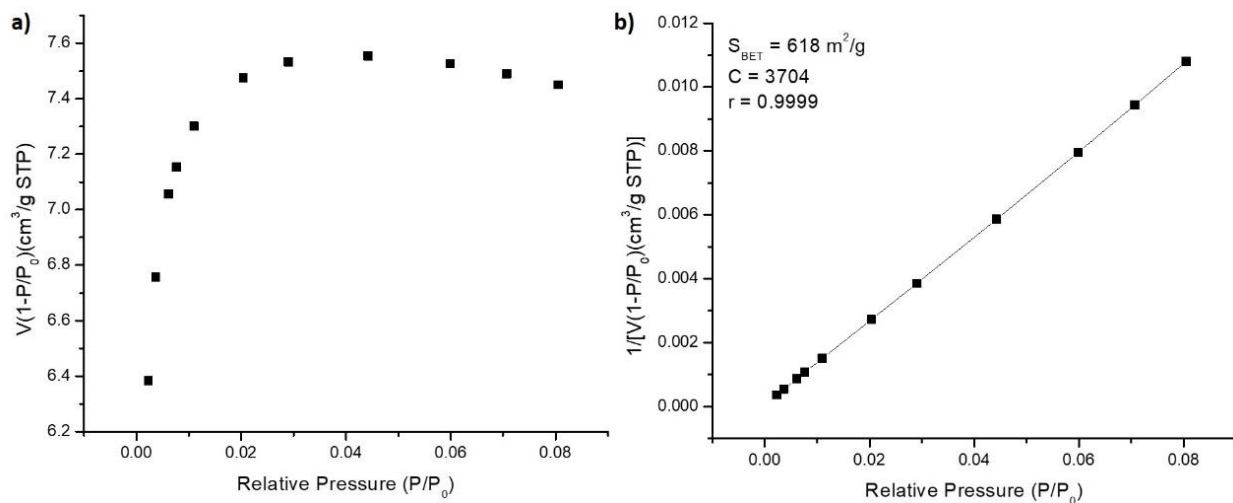 a)
V(1-P/P₀)(cm³/g STP)
7.6
7.4
7.2
7.0
6.8
6.6
6.4
6.2
0.00 0.02 0.04 0.06 0.08
Relative Pressure (P/P₀)
b)
1/[V(1-P/P₀)(cm³/g STP)]
0.012
0.010
0.008
0.006
0.004
0.002
0.000
S_BET = 618 m²/g
C = 3704
r = 0.9999
0.00 0.02 0.04 0.06 0.08
Relative Pressure (P/P₀)